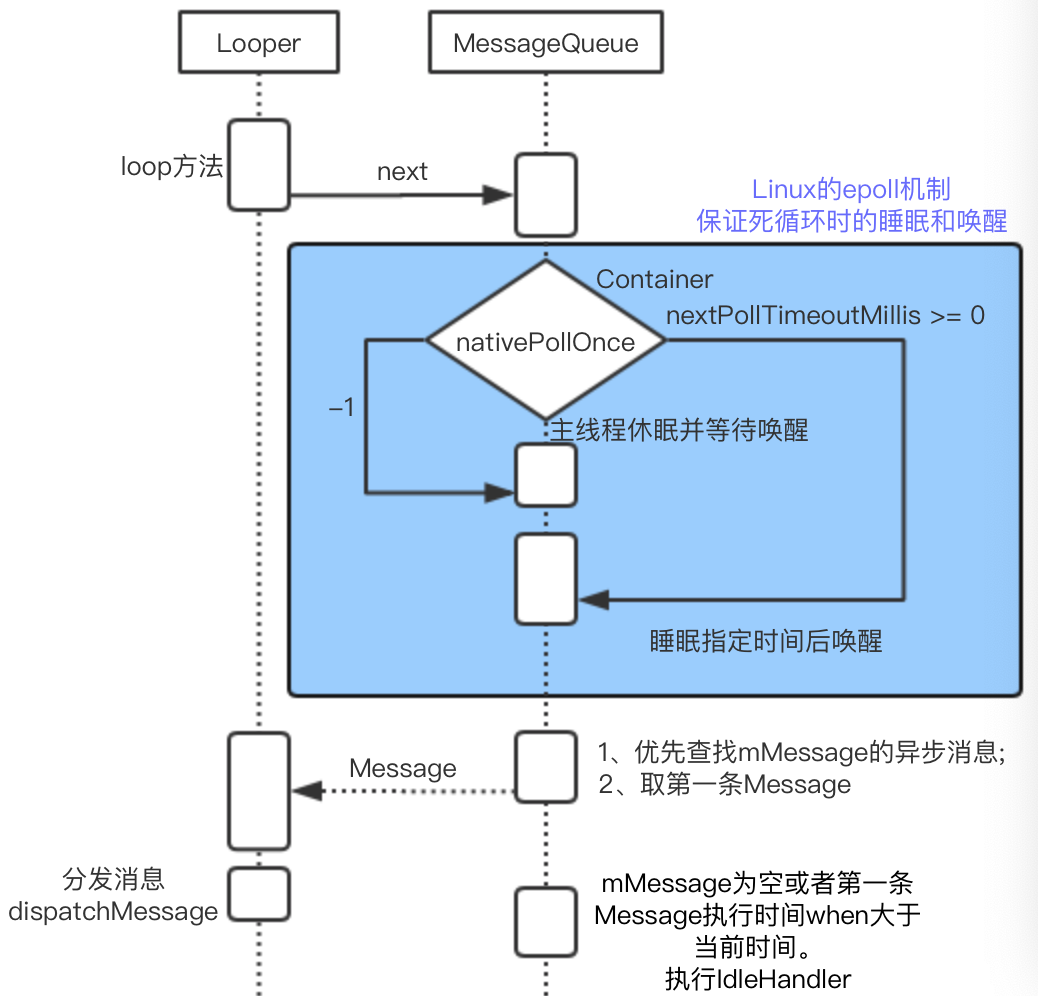 Looper
MessageQueue
loop方法
next
Linux的epoll机制
保证死循环时的睡眠和唤醒
Container
nextPollTimeoutMillis >= 0
nativePollOnce
-1
主线程休眠并等待唤醒
睡眠指定时间后唤醒
Message
1、优先查找mMessage的异步消息;
2、取第一条Message
分发消息
dispatchMessage
mMessage为空或者第一条
Message执行时间when大于
当前时间。
执行IdleHandler